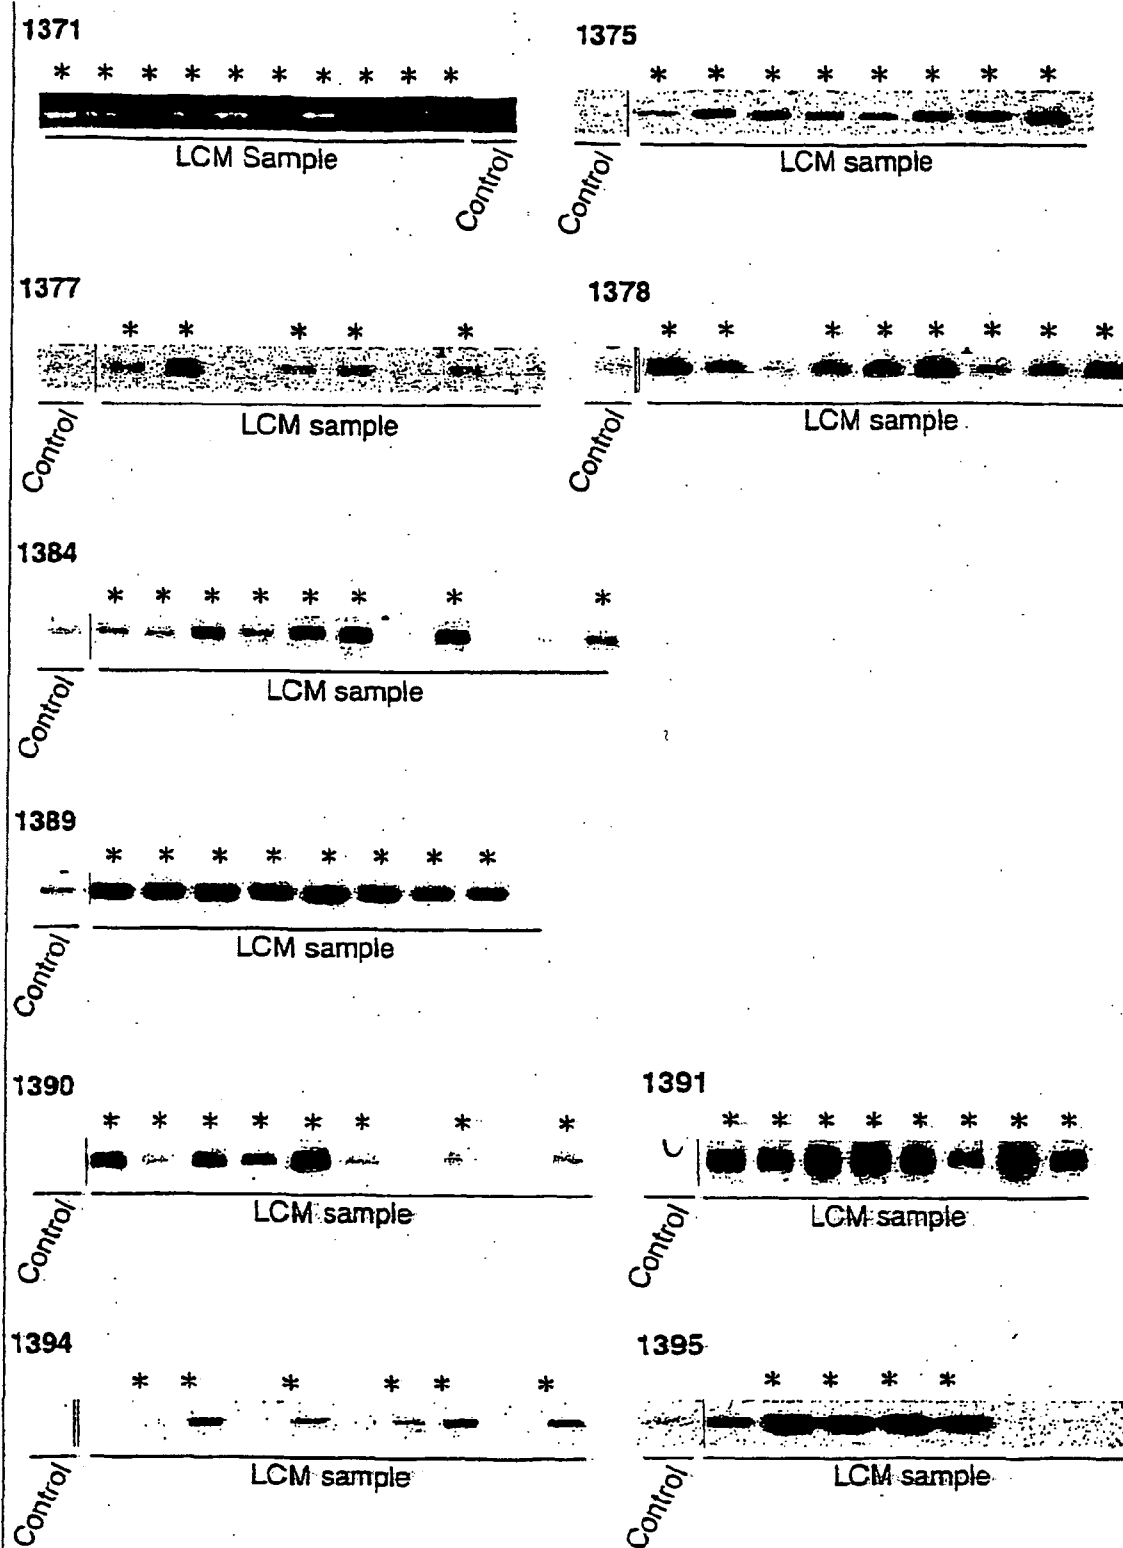 1371
* * * * * * * * * *
LCM Sample
Control
1375
* * * * * * * *
Control
LCM sample
1377
* * * * *
Control
LCM sample
1378
* * * * * * * *
Control
LCM sample
1384
* * * * * * * *
Control
LCM sample
1389
* * * * * * * *
Control
LCM sample
1390
* * * * * * * *
Control
LCM sample
1391
* * * * * * * *
Control
LCM sample
1394
* * * * * *
Control
LCM sample
1395
* * * *
Control
LCM sample